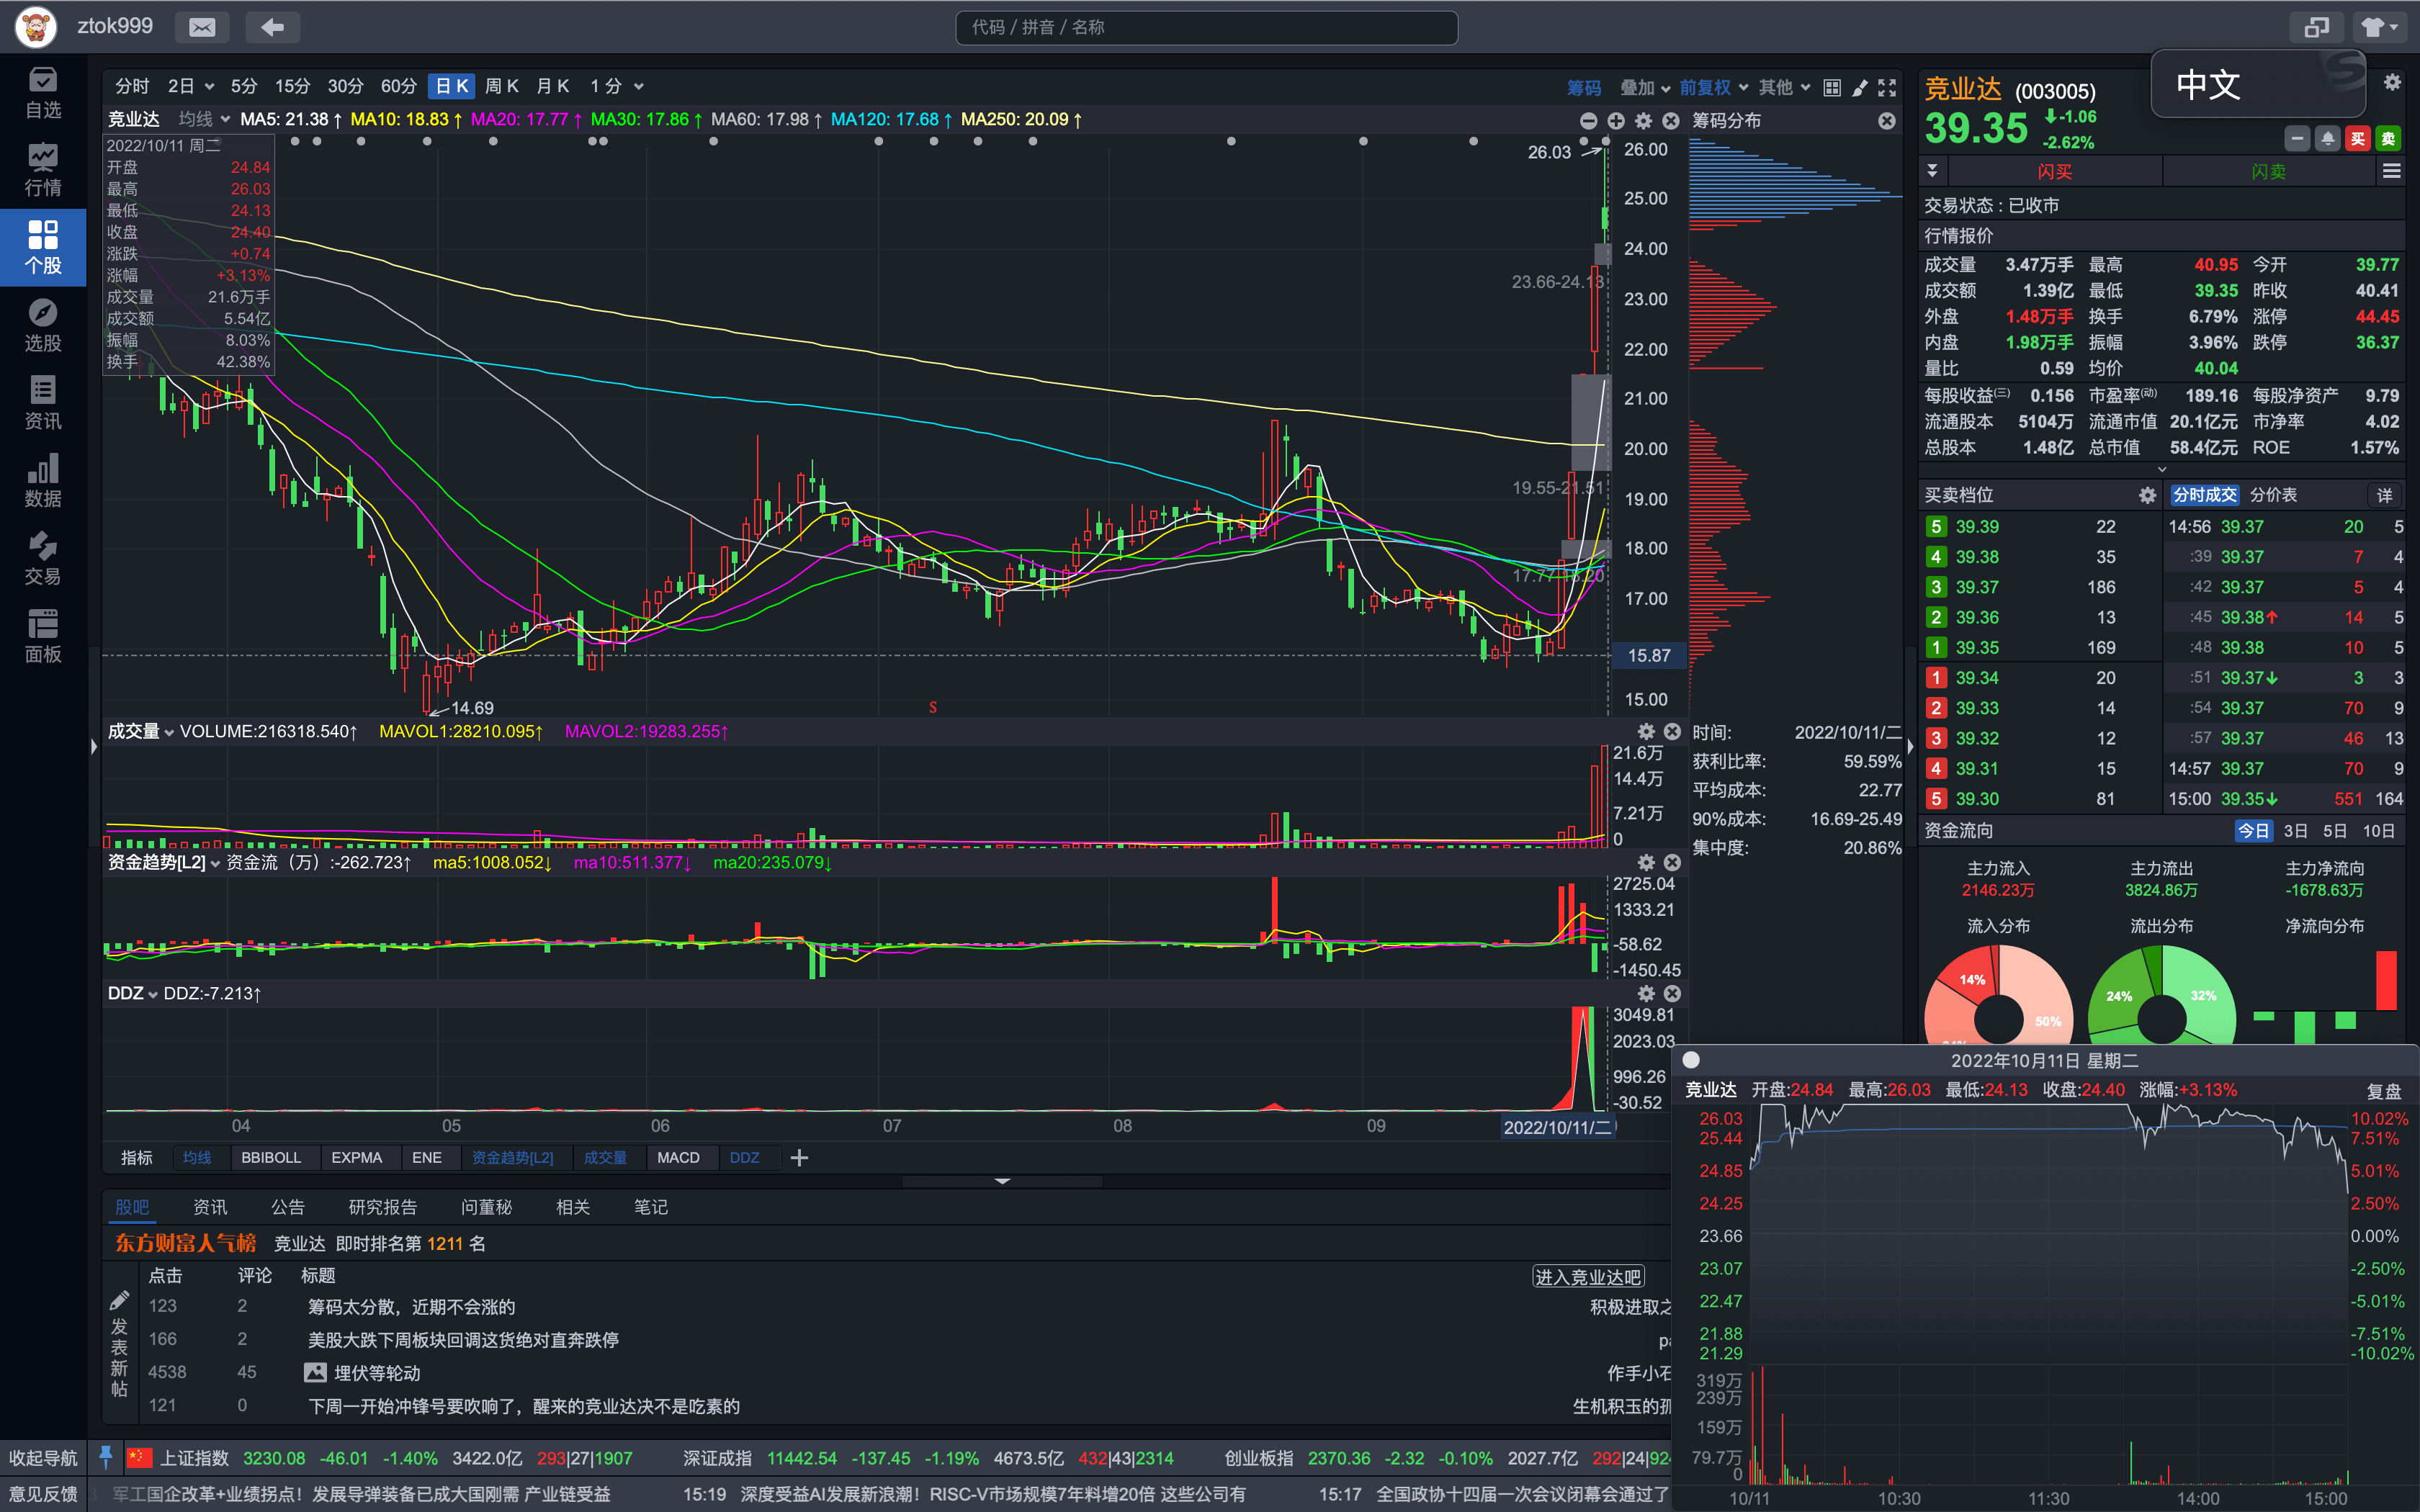 ztok999
代码 / 拼音 / 名称
中文
自选
行情
个股
选股
资讯
数据
交易
面板
收起导航
意见反馈
分时 2日 5分 15分 30分 60分 日K 周K 月K 1分 筹码 叠加 前复权 其他
竞业达 均线 MA5: 21.38↑ MA10: 18.83↑ MA20: 17.77↑ MA30: 17.86↑ MA60: 17.98↑ MA120: 17.68↑ MA250: 20.09↑
2022/10/11 周二
开盘 24.84
最高 26.03
最低 24.13
收盘 24.40
涨跌 +0.74
涨幅 +3.13%
成交量 21.6万手
成交额 5.54亿
振幅 8.03%
换手 42.38%
26.03
23.66-24.13
19.55-21.51
17.77-18.20
14.69
S
26.00
25.00
24.00
23.00
22.00
21.00
20.00
19.00
18.00
17.00
15.87
15.00
成交量 VOLUME:216318.540↑ MAVOL1:28210.095↑ MAVOL2:19283.255↑
21.6万
14.4万
7.21万
0
资金趋势[L2] 资金流（万）:-262.723↑ ma5:1008.052↓ ma10:511.377↓ ma20:235.079↓
2725.04
1333.21
-58.62
-1450.45
DDZ DDZ:-7.213↑
3049.81
2023.03
996.26
-30.52
04 05 06 07 08 09 2022/10/11/二
指标 均线 BBIBOLL EXPMA ENE 资金趋势[L2] 成交量 MACD DDZ
筹码分布
时间: 2022/10/11/二
获利比率: 59.59%
平均成本: 22.77
90%成本: 16.69-25.49
集中度: 20.86%
股吧 资讯 公告 研究报告 问董秘 相关 笔记
东方财富人气榜 竞业达 即时排名第 1211 名
点击 评论 标题 进入竞业达吧
发表新帖
123 2 筹码太分散，近期不会涨的 积极进取之
166 2 美股大跌下周板块回调这货绝对直奔跌停
4538 45 埋伏等轮动 作手小石
121 0 下周一开始冲锋号要吹响了，醒来的竞业达决不是吃素的 生机积玉的孤
竞业达 (003005)
39.35 -1.06
-2.62%
买 卖
闪买 闪卖
交易状态 : 已收市
行情报价
成交量 3.47万手 最高 40.95 今开 39.77
成交额 1.39亿 最低 39.35 昨收 40.41
外盘 1.48万手 换手 6.79% 涨停 44.45
内盘 1.98万手 振幅 3.96% 跌停 36.37
量比 0.59 均价 40.04
每股收益(三) 0.156 市盈率(动) 189.16 每股净资产 9.79
流通股本 5104万 流通市值 20.1亿元 市净率 4.02
总股本 1.48亿 总市值 58.4亿元 ROE 1.57%
买卖档位 分时成交 分价表 详
5 39.39 22 14:56 39.37 20 5
4 39.38 35 :39 39.37 7 4
3 39.37 186 :42 39.37 5 4
2 39.36 13 :45 39.38↑ 14 5
1 39.35 169 :48 39.38 10 5
1 39.34 20 :51 39.37↓ 3 3
2 39.33 14 :54 39.37 70 9
3 39.32 12 :57 39.37 46 13
4 39.31 15 14:57 39.37 70 9
5 39.30 81 15:00 39.35↓ 551 164
资金流向 今日 3日 5日 10日
主力流入 主力流出 主力净流向
2146.23万 3824.86万 -1678.63万
流入分布 流出分布 净流向分布
14% 50% 24% 32%
2022年10月11日 星期二
竞业达 开盘:24.84 最高:26.03 最低:24.13 收盘:24.40 涨幅:+3.13% 复盘
26.03 10.02%
25.44 7.51%
24.85 5.01%
24.25 2.50%
23.66 0.00%
23.07 -2.50%
22.47 -5.01%
21.88 -7.51%
21.29 -10.02%
319万
239万
159万
79.7万
0
10/11 10:30 11:30 14:00 15:00
上证指数 3230.08 -46.01 -1.40% 3422.0亿 293|27|1907 深证成指 11442.54 -137.45 -1.19% 4673.5亿 432|43|2314 创业板指 2370.36 -2.32 -0.10% 2027.7亿 292|24|924
军工国企改革+业绩拐点！发展导弹装备已成大国刚需 产业链受益 15:19 深度受益AI发展新浪潮！RISC-V市场规模7年料增20倍 这些公司有 15:17 全国政协十四届一次会议闭幕会通过了